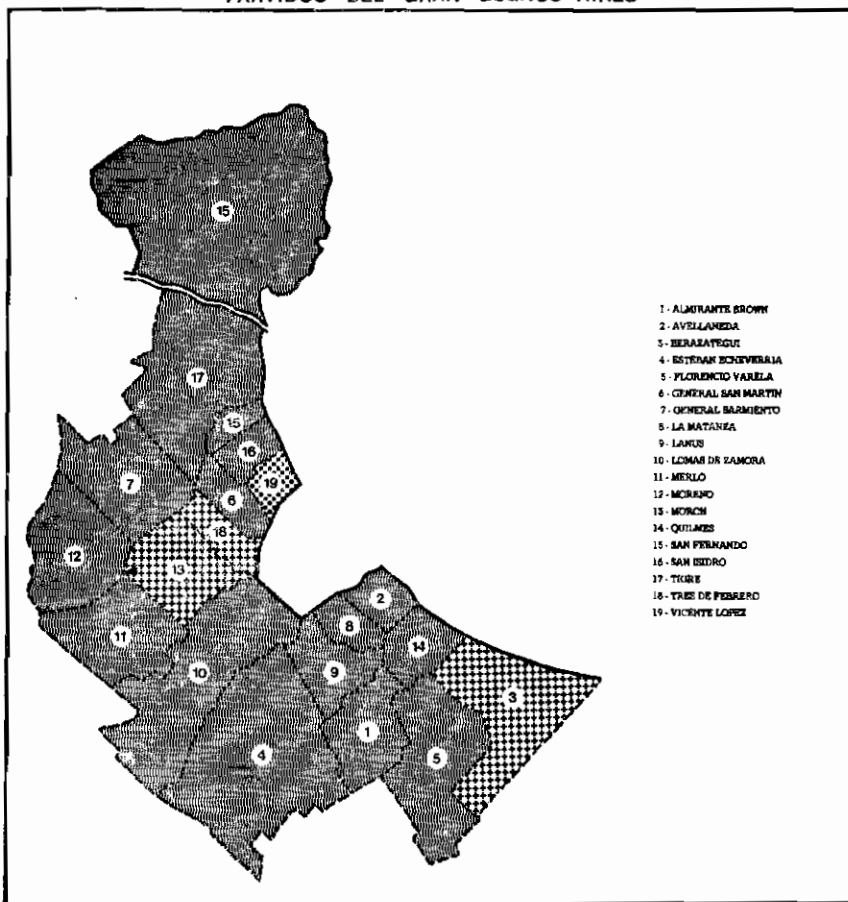 PARTIDOS DEL GRAN BUENOS AIRES
15
17
15
16
19
7
6
18
12
13
2
11
8
14
10
9
3
1
4
5
1 - ALMIRANTE BROWN
2 - AVELLANEDA
3 - BERAZATEGUI
4 - ESTEBAN ECHEVERRIA
5 - FLORENCIO VARELA
6 - GENERAL SAN MARTIN
7 - GENERAL SARMIENTO
8 - LA MATANZA
9 - LANUS
10 - LOMAS DE ZAMORA
11 - MERLO
12 - MORENO
13 - MORON
14 - QUILMES
15 - SAN FERNANDO
16 - SAN ISIDRO
17 - TIGRE
18 - TRES DE FEBRERO
19 - VICENTE LOPEZ